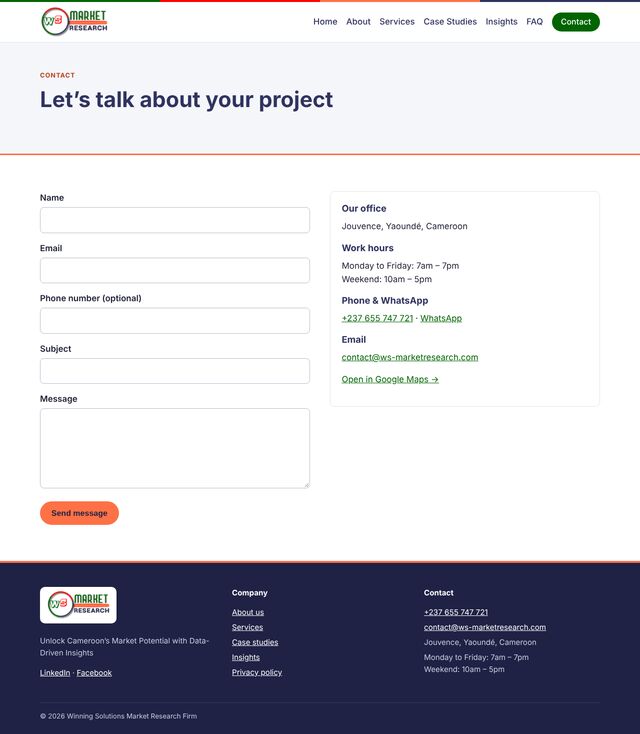 WS MARKET
RESEARCH
Home About Services Case Studies Insights FAQ Contact
CONTACT
Let’s talk about your project
Name
Email
Phone number (optional)
Subject
Message
Send message
Our office
Jouvence, Yaoundé, Cameroon
Work hours
Monday to Friday: 7am – 7pm
Weekend: 10am – 5pm
Phone & WhatsApp
+237 655 747 721 · WhatsApp
Email
contact@ws-marketresearch.com
Open in Google Maps →
WS MARKET
RESEARCH
Unlock Cameroon’s Market Potential with Data-
Driven Insights
LinkedIn · Facebook
Company
About us
Services
Case studies
Insights
Privacy policy
Contact
+237 655 747 721
contact@ws-marketresearch.com
Jouvence, Yaoundé, Cameroon
Monday to Friday: 7am – 7pm
Weekend: 10am – 5pm
© 2026 Winning Solutions Market Research Firm